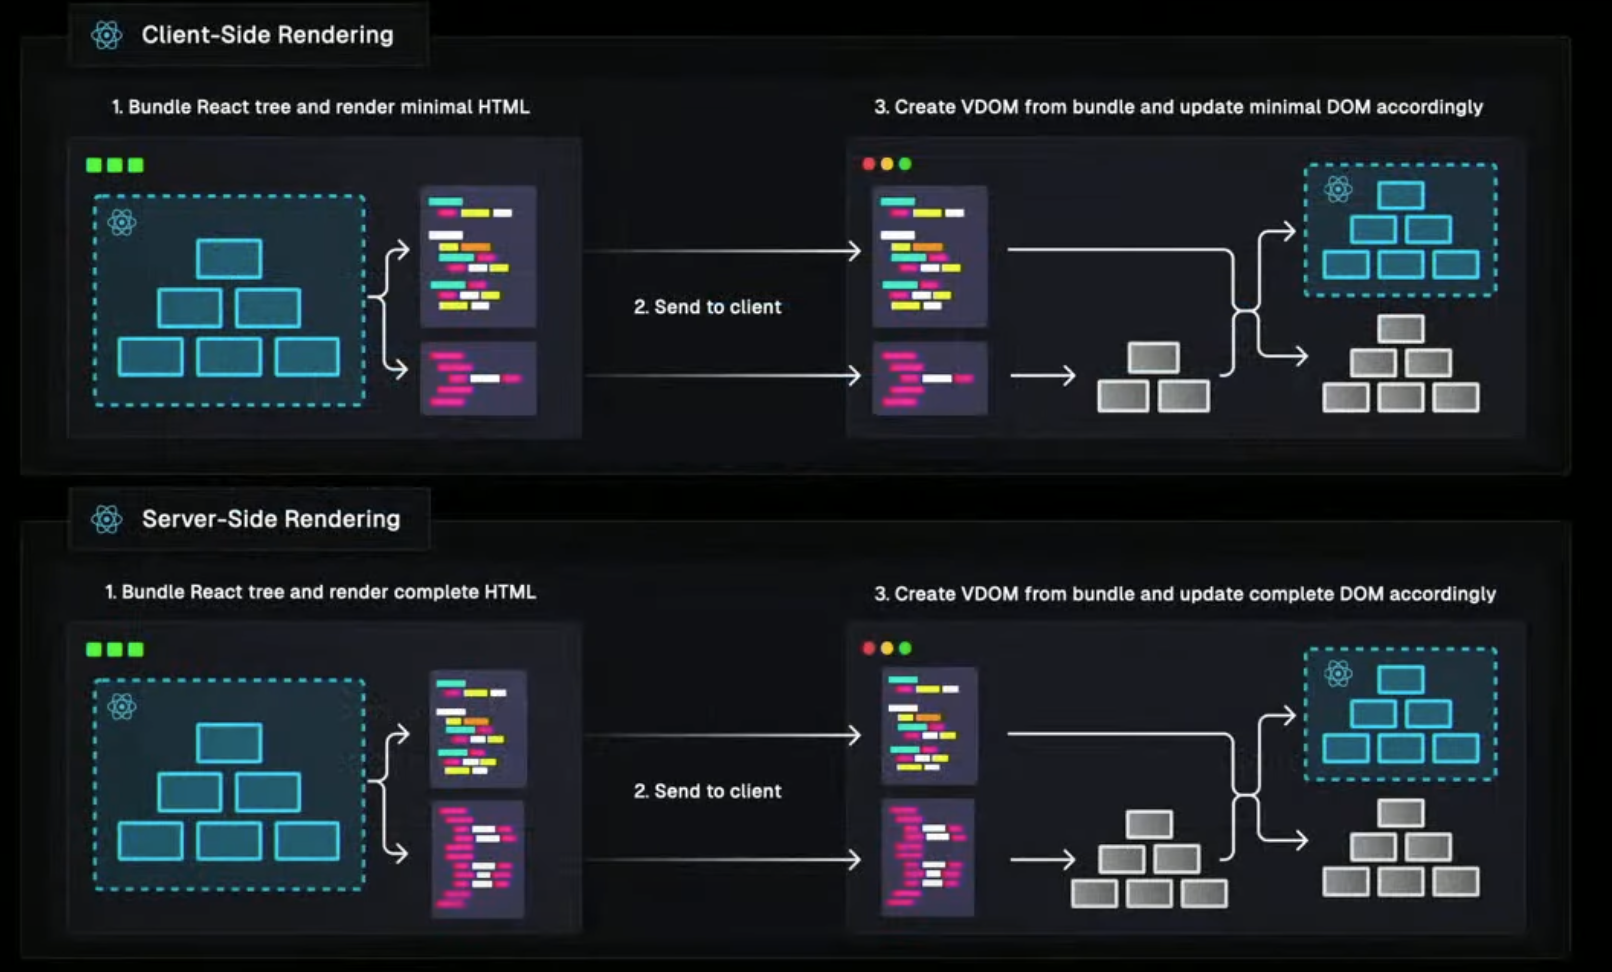 Client-Side Rendering
1. Bundle React tree and render minimal HTML
3. Create VDOM from bundle and update minimal DOM accordingly
2. Send to client
Server-Side Rendering
1. Bundle React tree and render complete HTML
3. Create VDOM from bundle and update complete DOM accordingly
2. Send to client